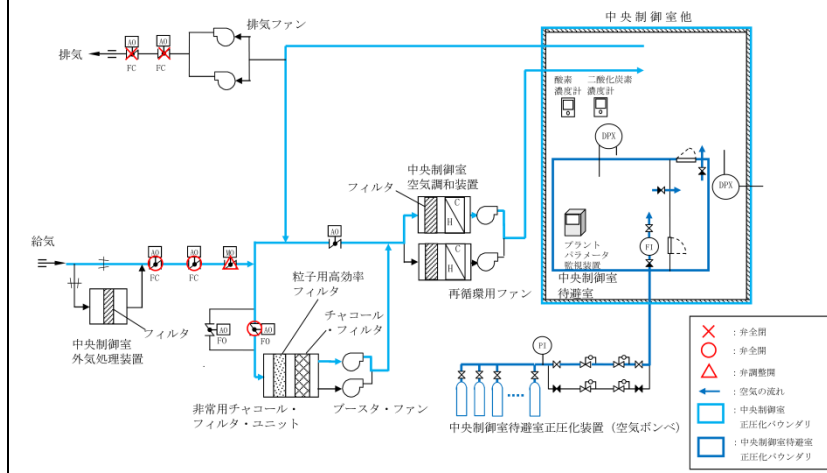 中央制御室他
排気ファン
排気
AO
AO
FC
FC
酸素
濃度計
二酸化炭素
濃度計
DPX
DPX
中央制御室
空気調和装置
フィルタ
C
H
C
H
再循環用ファン
AO
給気
AO
AO
MO
FC
FC
フィルタ
中央制御室
外気処理装置
粒子用高効率
フィルタ
チャコール
・フィルタ
AO
FO
AO
FO
非常用チャコール・
フィルタ・ユニット
ブースタ・ファン
プラント
パラメータ
監視装置
中央制御室
待避室
FI
PI
中央制御室待避室正圧化装置（空気ボンベ）
：弁全閉
：弁全開
：弁調整開
：空気の流れ
：中央制御室
正圧化バウンダリ
：中央制御室待避室
正圧化バウンダリ